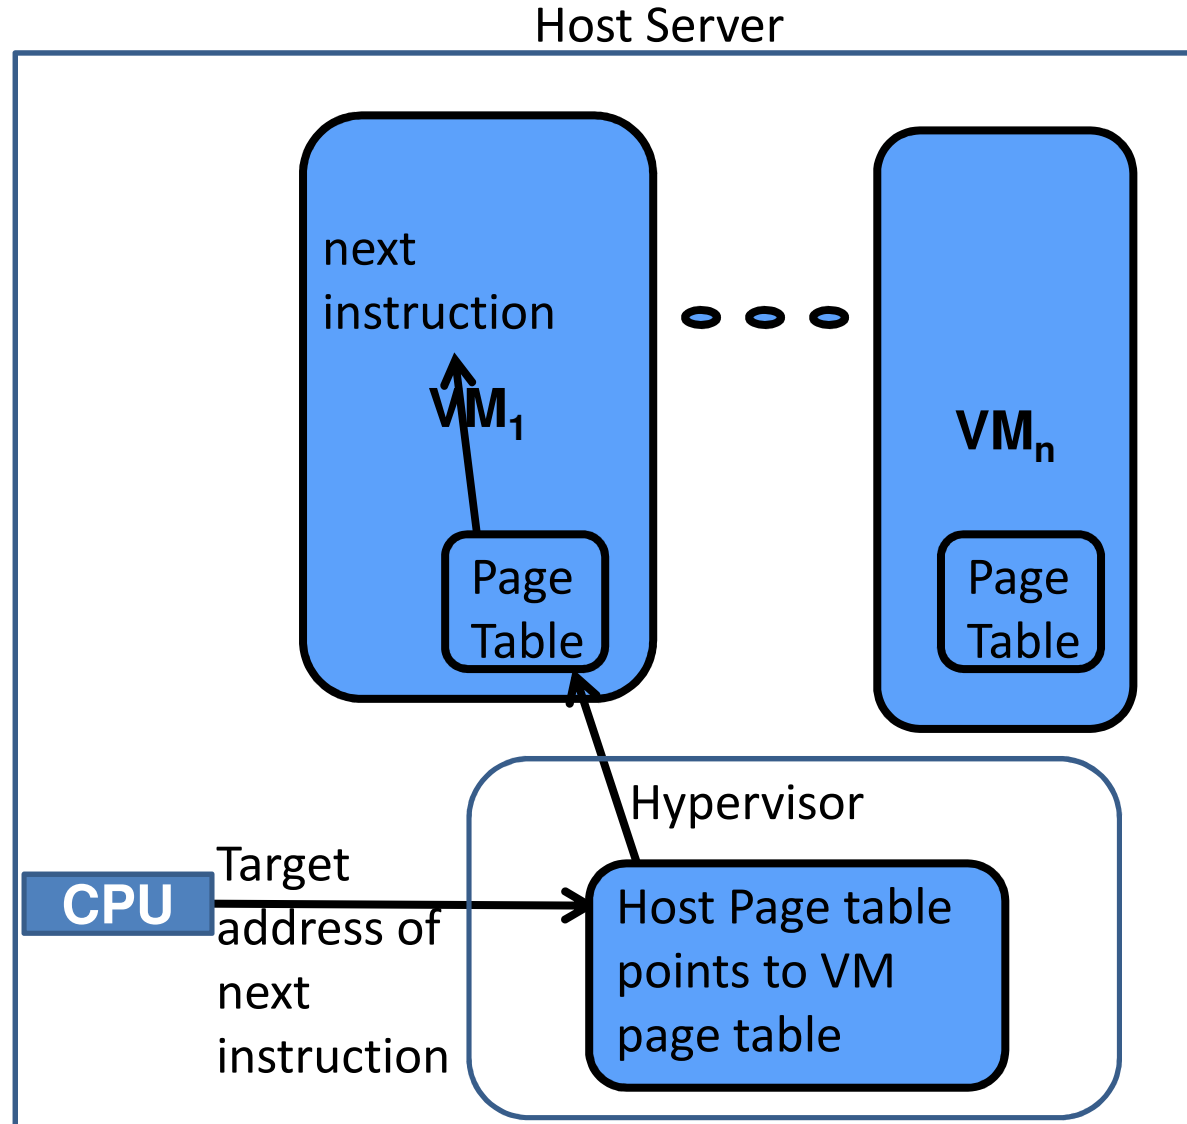 Host Server
next
instruction
VM1
VMn
Page
Table
Page
Table
Hypervisor
Target
address of
next
instruction
CPU
Host Page table
points to VM
page table